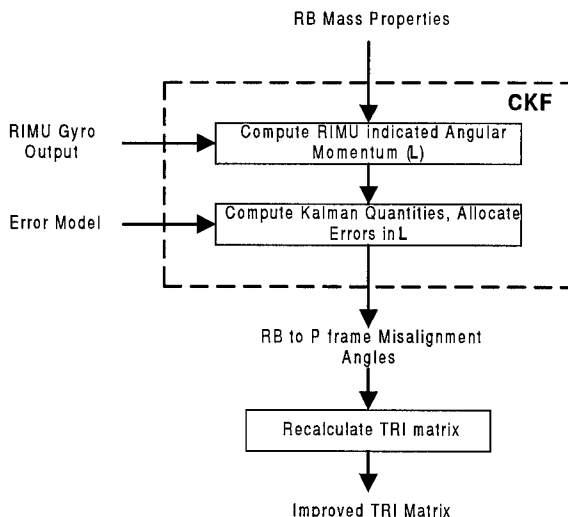 RB Mass Properties
CKF
RIMU Gyro
Output
Compute RIMU indicated Angular
Momentum (L)
Error Model
Compute Kalman Quantities, Allocate
Errors in L
RB to P frame Misalignment
Angles
Recalculate TRI matrix
Improved TRI Matrix